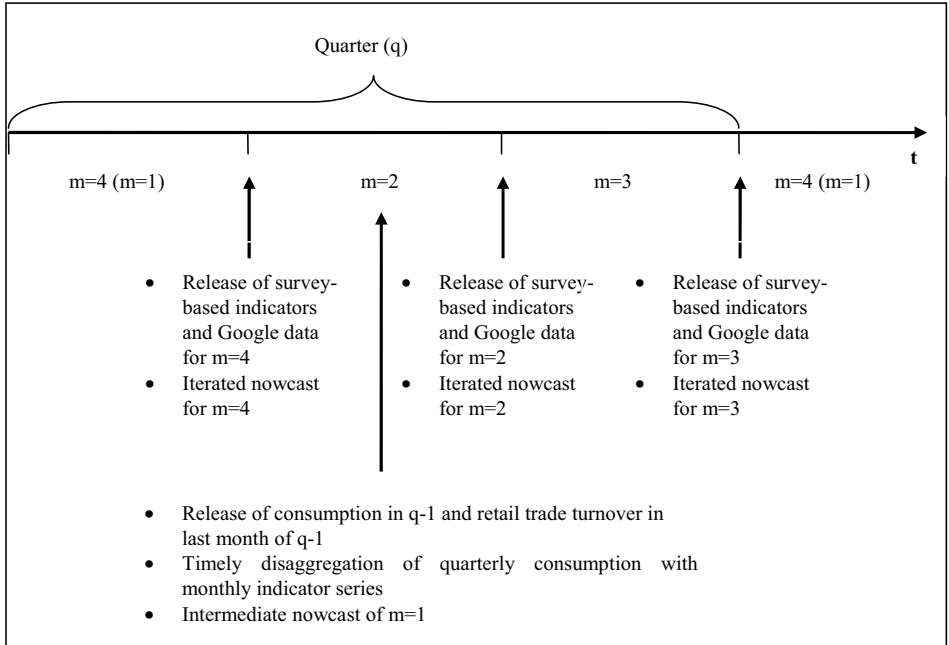 Quarter (q)
t
m=4 (m=1)
m=2
m=3
m=4 (m=1)
• Release of survey-
based indicators
and Google data
for m=4
• Iterated nowcast
for m=4
• Release of survey-
based indicators
and Google data
for m=2
• Iterated nowcast
for m=2
• Release of survey-
based indicators
and Google data
for m=3
• Iterated nowcast
for m=3
• Release of consumption in q-1 and retail trade turnover in
last month of q-1
• Timely disaggregation of quarterly consumption with
monthly indicator series
• Intermediate nowcast of m=1